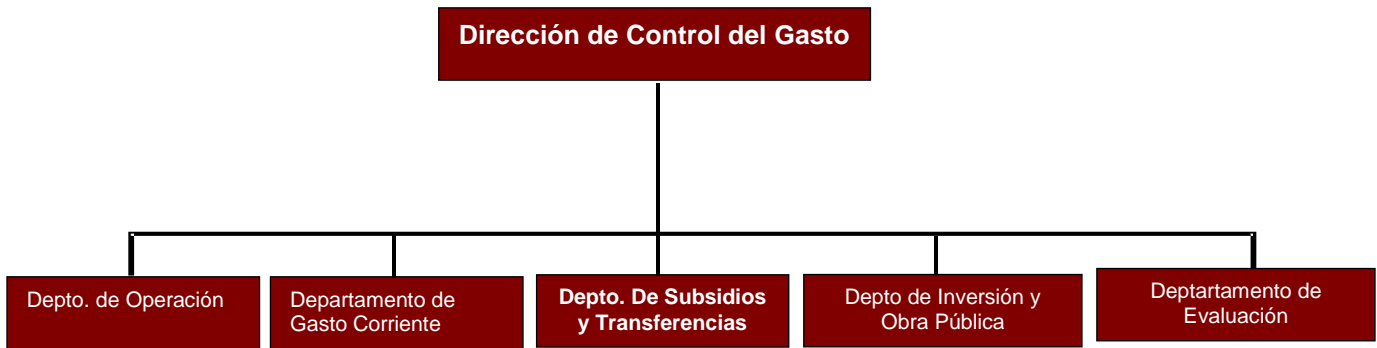 Dirección de Control del Gasto
Depto. de Operación
Departamento de
Gasto Corriente
Depto. De Subsidios
y Transferencias
Depto de Inversión y
Obra Pública
Deptartamento de
Evaluación